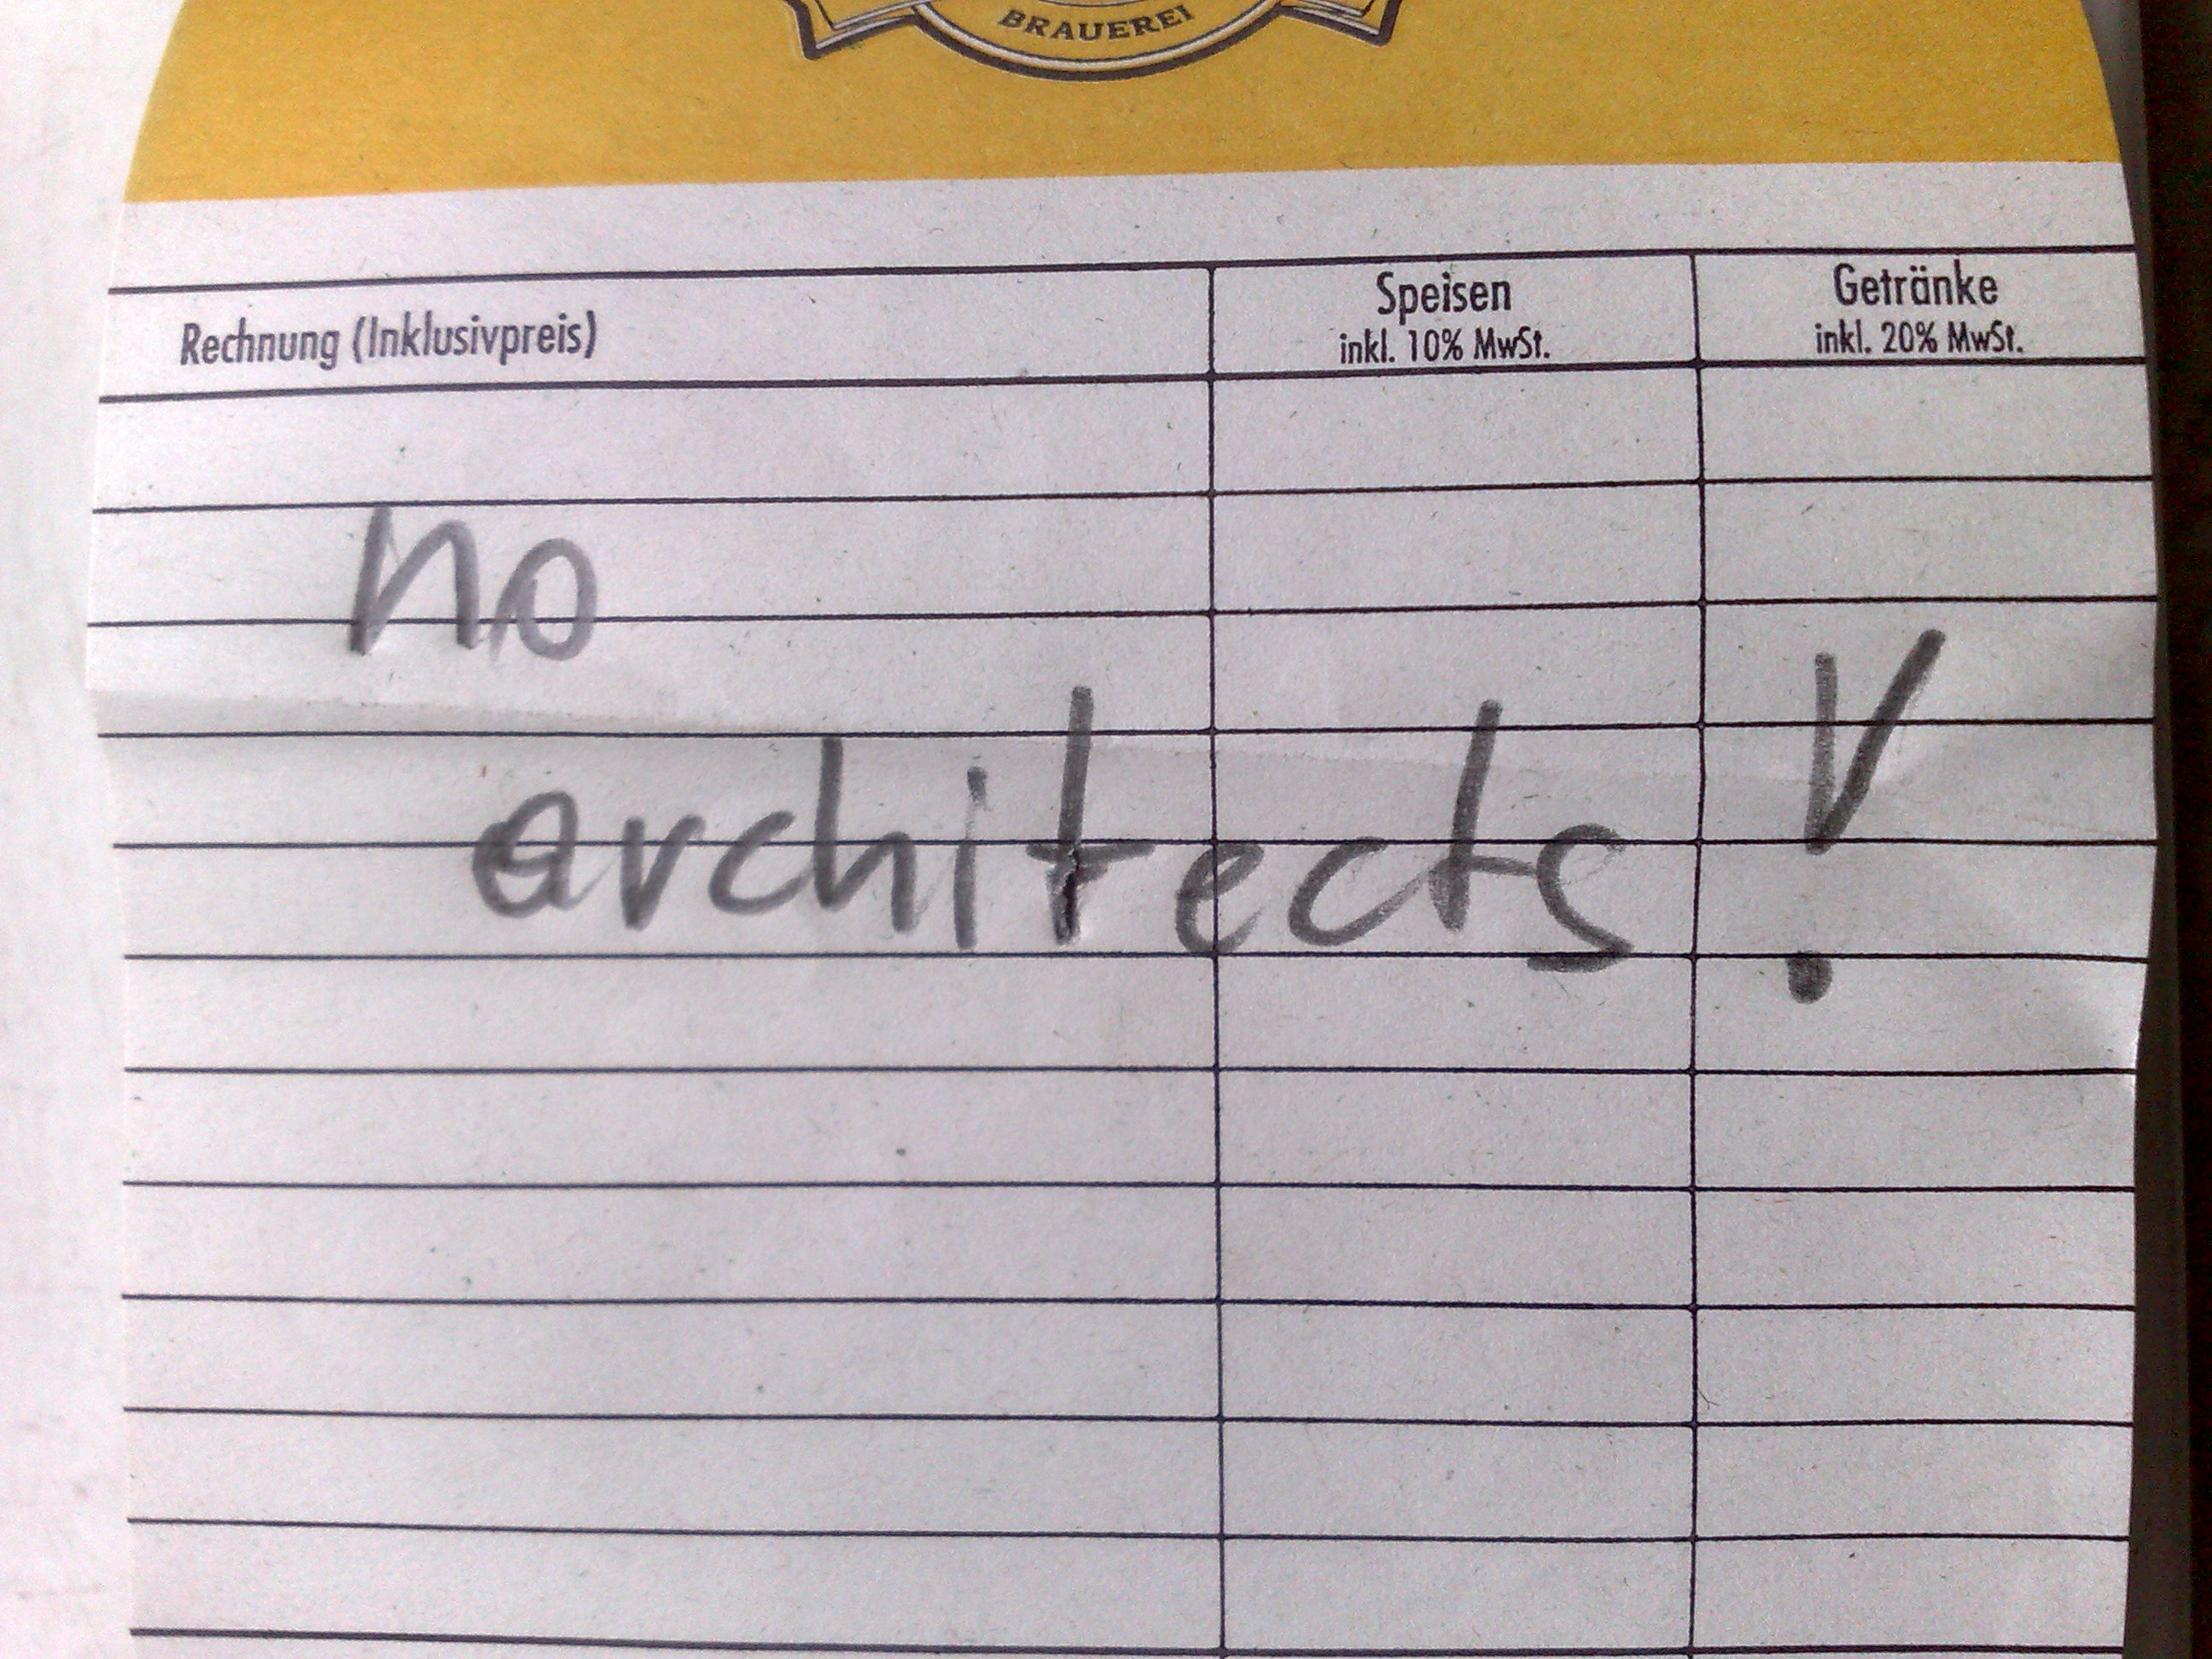 BRAUEREI
Rechnung (Inklusivpreis)
Speisen
inkl. 10% MwSt.
Getränke
inkl. 20% MwSt.
no
architects!